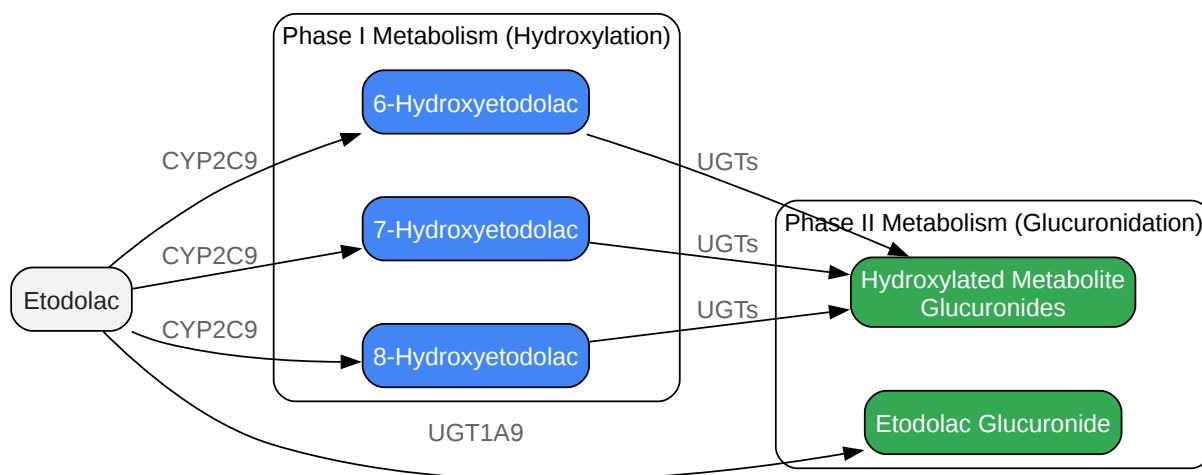 Phase I Metabolism (Hydroxylation)
6-Hydroxyetodolac
CYP2C9
UGTs
7-Hydroxyetodolac
Phase II Metabolism (Glucuronidation)
CYP2C9
UGTs
Etodolac
Hydroxylated Metabolite
Glucuronides
CYP2C9
UGTs
8-Hydroxyetodolac
Etodolac Glucuronide
UGT1A9